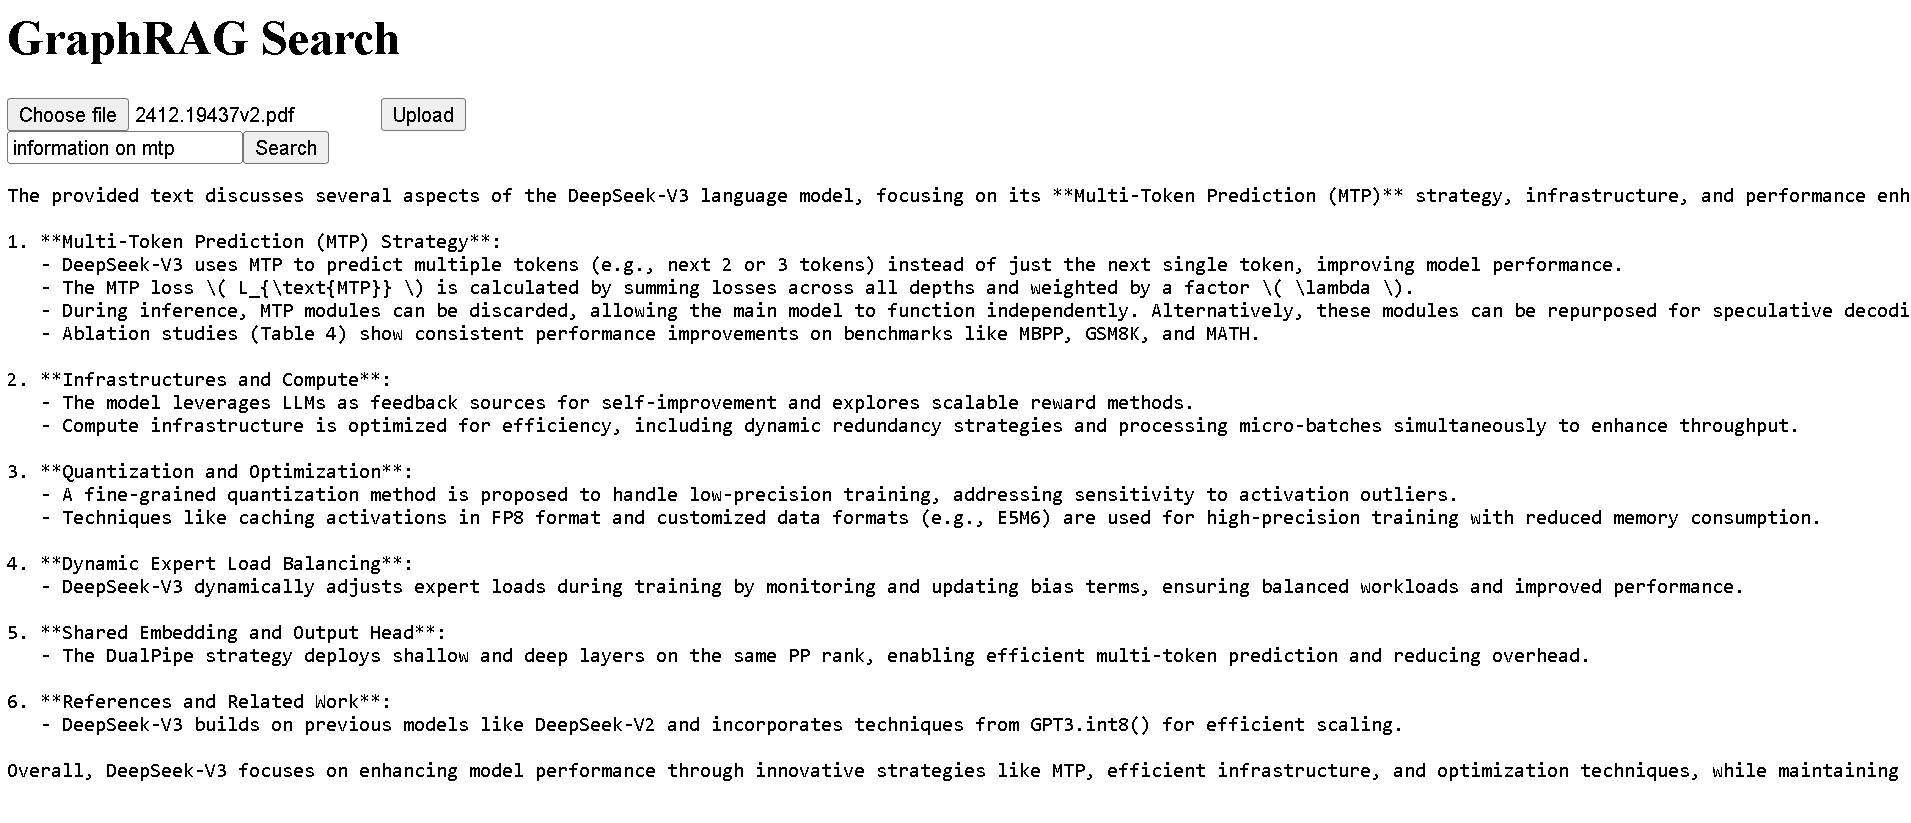 GraphRAG Search
Choose file 2412.19437v2.pdf Upload
information on mtp Search
The provided text discusses several aspects of the DeepSeek-V3 language model, focusing on its **Multi-Token Prediction (MTP)** strategy, infrastructure, and performance enh
1. **Multi-Token Prediction (MTP) Strategy**:
- DeepSeek-V3 uses MTP to predict multiple tokens (e.g., next 2 or 3 tokens) instead of just the next single token, improving model performance.
- The MTP loss \( L_{\text{MTP}} \) is calculated by summing losses across all depths and weighted by a factor \( \lambda \).
- During inference, MTP modules can be discarded, allowing the main model to function independently. Alternatively, these modules can be repurposed for speculative decodi
- Ablation studies (Table 4) show consistent performance improvements on benchmarks like MBPP, GSM8K, and MATH.
2. **Infrastructures and Compute**:
- The model leverages LLMs as feedback sources for self-improvement and explores scalable reward methods.
- Compute infrastructure is optimized for efficiency, including dynamic redundancy strategies and processing micro-batches simultaneously to enhance throughput.
3. **Quantization and Optimization**:
- A fine-grained quantization method is proposed to handle low-precision training, addressing sensitivity to activation outliers.
- Techniques like caching activations in FP8 format and customized data formats (e.g., E5M6) are used for high-precision training with reduced memory consumption.
4. **Dynamic Expert Load Balancing**:
- DeepSeek-V3 dynamically adjusts expert loads during training by monitoring and updating bias terms, ensuring balanced workloads and improved performance.
5. **Shared Embedding and Output Head**:
- The DualPipe strategy deploys shallow and deep layers on the same PP rank, enabling efficient multi-token prediction and reducing overhead.
6. **References and Related Work**:
- DeepSeek-V3 builds on previous models like DeepSeek-V2 and incorporates techniques from GPT3.int8() for efficient scaling.
Overall, DeepSeek-V3 focuses on enhancing model performance through innovative strategies like MTP, efficient infrastructure, and optimization techniques, while maintaining